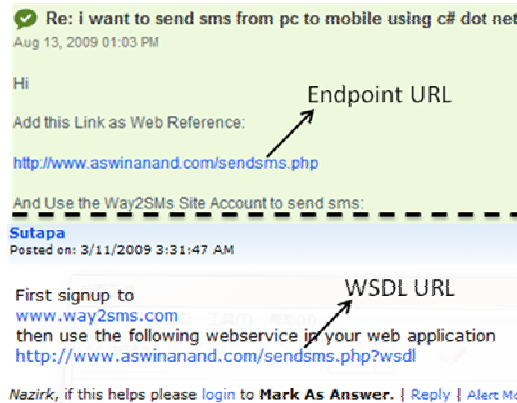 Re: i want to send sms from pc to mobile using c# dot net
Aug 13, 2009 01:03 PM
Hi
Endpoint URL
Add this Link as Web Reference:
http://www.aswinanand.com/sendsms.php
And Use the Way2SMs Site Account to send sms:
Sutapa
Posted on: 3/11/2009 3:31:47 AM
WSDL URL
First signup to
www.way2sms.com
then use the following webservice in your web application
http://www.aswinanand.com/sendsms.php?wsdl
Nazirk, if this helps please login to Mark As Answer. | Reply | Alert Mo